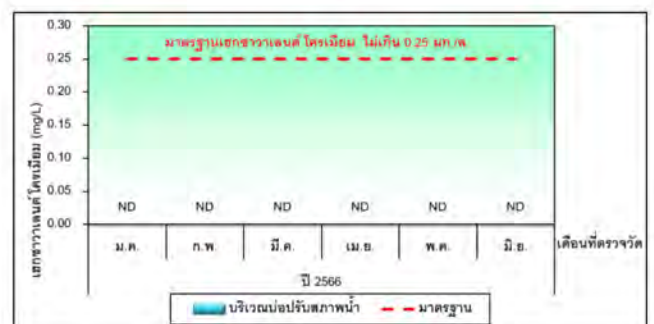 0.30
มาตรฐานเฮกซาวาเลนต์โครเมียม ไม่เกิน 0.25 มก./ล.
0.25
0.20
0.15
0.10
0.05
0.00
เฮกซาวาเลนต์โครเมียม (mg/L)
ND ND ND ND ND ND
ม.ค. ก.พ. มี.ค. เม.ย. พ.ค. มิ.ย.
เดือนที่ตรวจวัด
ปี 2566
บริเวณบ่อปรับสภาพน้ำ มาตรฐาน